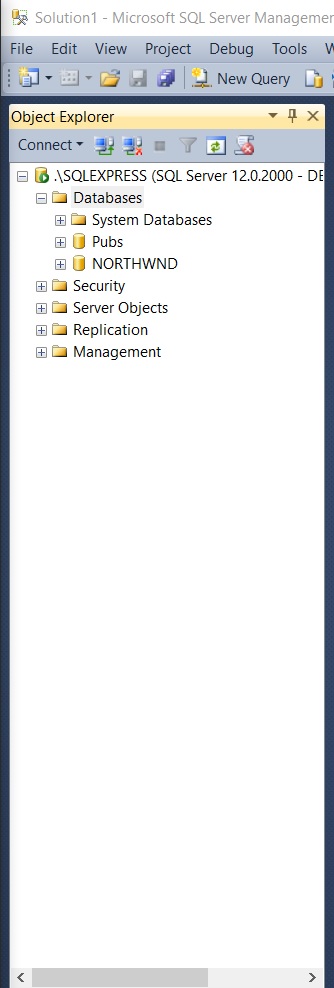 Solution1 - Microsoft SQL Server Managemen
File Edit View Project Debug Tools W
New Query
Object Explorer
Connect
.\SQLEXPRESS (SQL Server 12.0.2000 - DE
Databases
System Databases
Pubs
NORTHWND
Security
Server Objects
Replication
Management